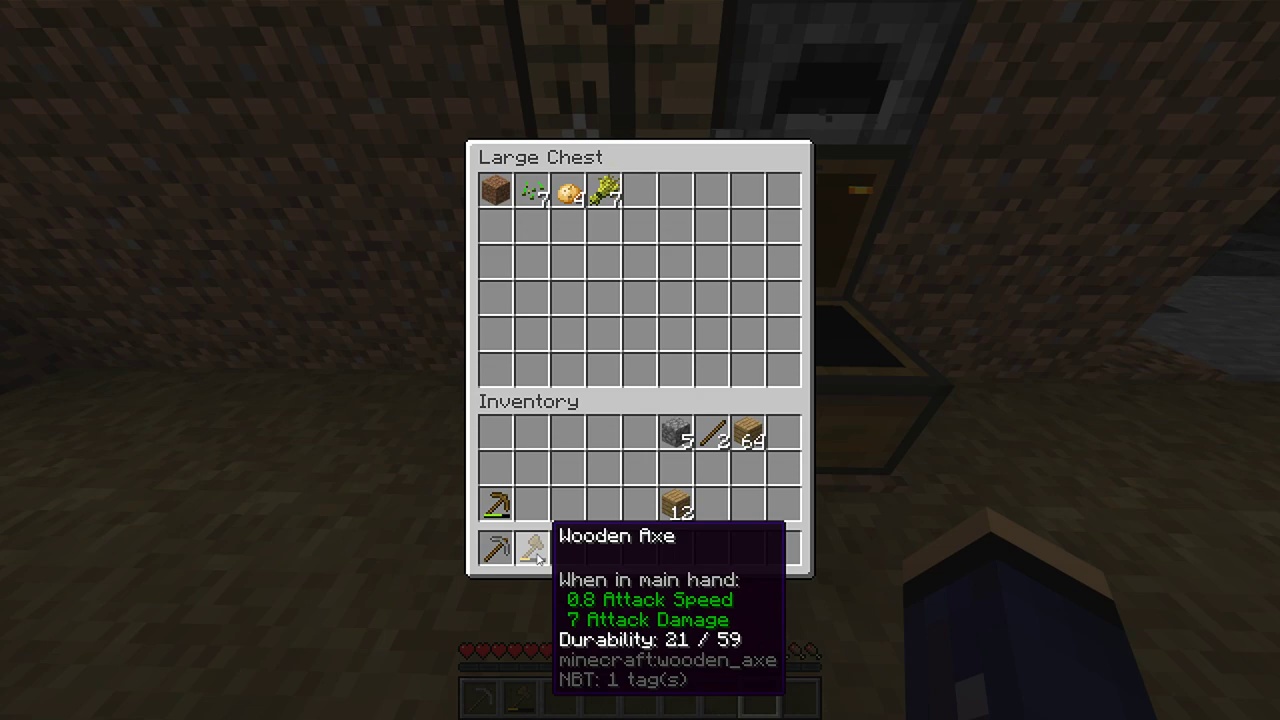 Large Chest
7 4 7
Inventory
5 2 64
12
Wooden Axe
When in main hand:
0.8 Attack Speed
7 Attack Damage
Durability: 21 / 59
minecraft:wooden_axe
NBT: 1 tag(s)